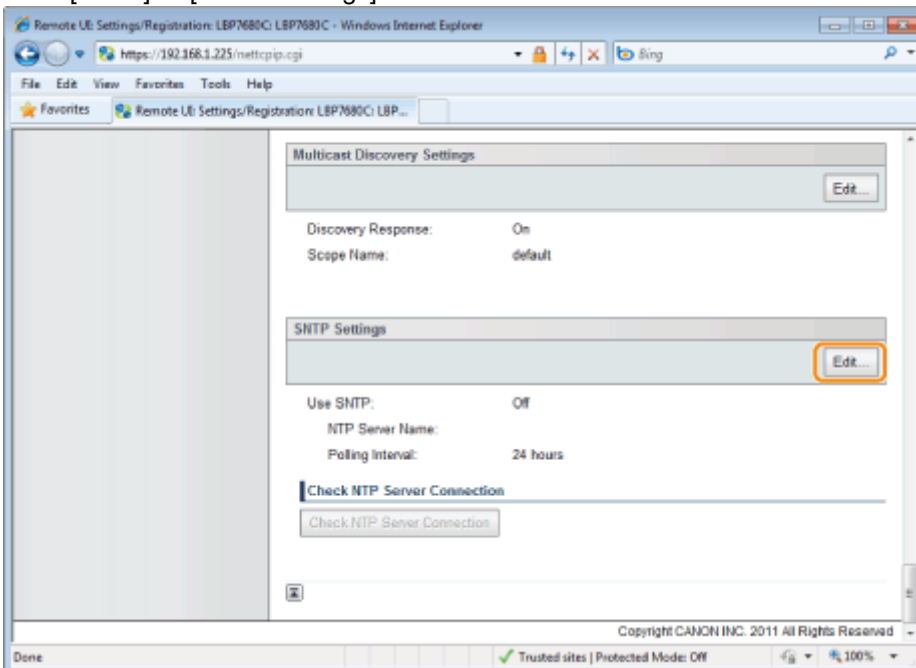 Remote UI: Settings/Registration: LBP7680C: LBP7680C - Windows Internet Explorer
https://192.168.1.225/nettcpip.cgi
Bing
File Edit View Favorites Tools Help
Favorites Remote UI: Settings/Registration: LBP7680C: LBP...
Multicast Discovery Settings
Edit...
Discovery Response: On
Scope Name: default
SNTP Settings
Edit...
Use SNTP: Off
NTP Server Name:
Polling Interval: 24 hours
Check NTP Server Connection
Check NTP Server Connection
Copyright CANON INC. 2011 All Rights Reserved
Done Trusted sites | Protected Mode: Off 100%